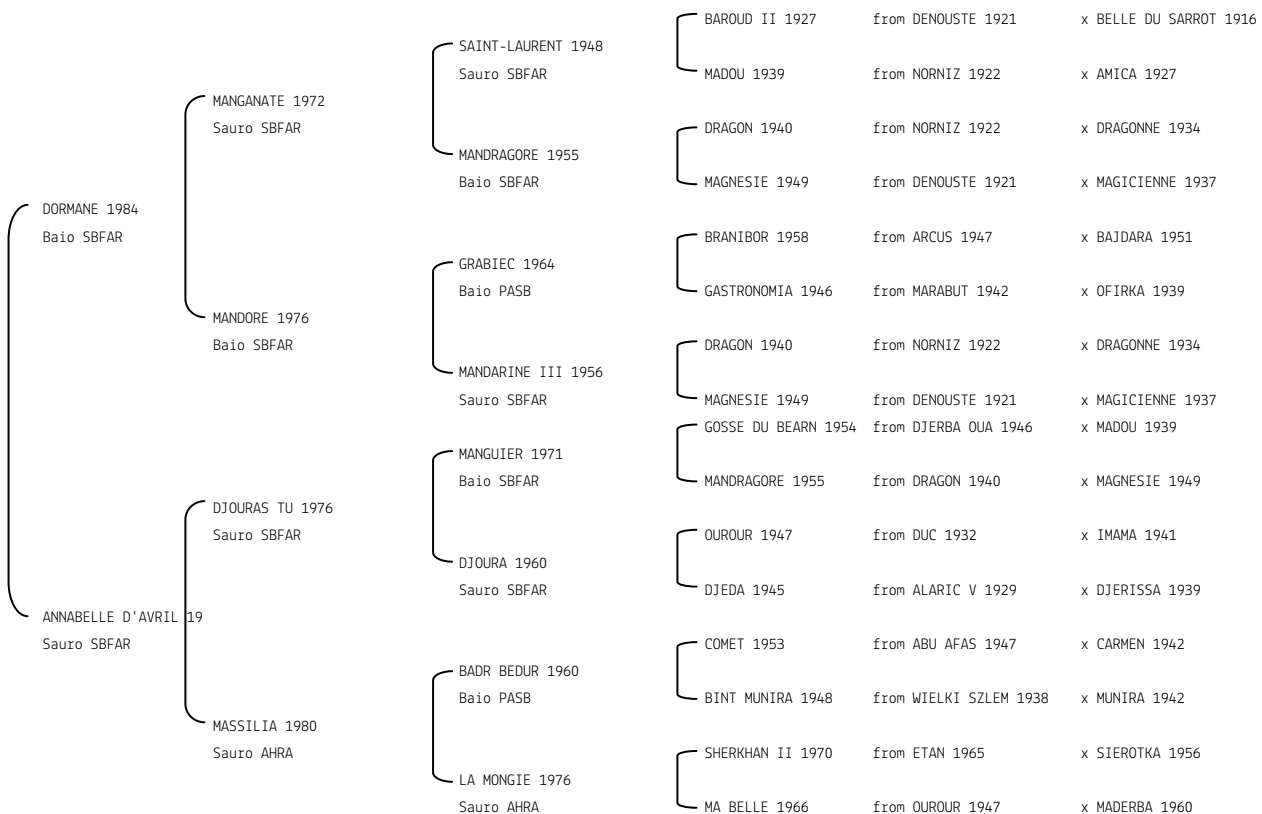 BAROUD II 1927 from DENOUSTE 1921 x BELLE DU SARROT 1916
SAINT-LAURENT 1948
Sauro SBFAR MADOU 1939 from NORNIZ 1922 x AMICA 1927
MANGANATE 1972
Sauro SBFAR DRAGON 1940 from NORNIZ 1922 x DRAGONNE 1934
MANDRAGORE 1955
Baio SBFAR MAGNESIE 1949 from DENOUSTE 1921 x MAGICIENNE 1937
DORMANE 1984
Baio SBFAR BRANIBOR 1958 from ARCUS 1947 x BAJDARA 1951
GRABIEC 1964
Baio PASB GASTRONOMIA 1946 from MARABUT 1942 x OFIRKA 1939
MANDORE 1976
Baio SBFAR DRAGON 1940 from NORNIZ 1922 x DRAGONNE 1934
MANDARINE III 1956
Sauro SBFAR MAGNESIE 1949 from DENOUSTE 1921 x MAGICIENNE 1937
GOSSE DU BEARN 1954 from DJERBA OUA 1946 x MADOU 1939
MANGUIER 1971
Baio SBFAR MANDRAGORE 1955 from DRAGON 1940 x MAGNESIE 1949
DJOURAS TU 1976
Sauro SBFAR OUROUR 1947 from DUC 1932 x IMAMA 1941
DJOURA 1960
Sauro SBFAR DJEDA 1945 from ALARIC V 1929 x DJERISSA 1939
ANNABELLE D'AVRIL 19
Sauro SBFAR COMET 1953 from ABU AFAS 1947 x CARMEN 1942
BADR BEDUR 1960
Baio PASB BINT MUNIRA 1948 from WIELKI SZLEM 1938 x MUNIRA 1942
MASSILIA 1980
Sauro AHRA SHERKHAN II 1970 from ETAN 1965 x SIEROTKA 1956
LA MONGIE 1976
Sauro AHRA MA BELLE 1966 from OUROUR 1947 x MADERBA 1960